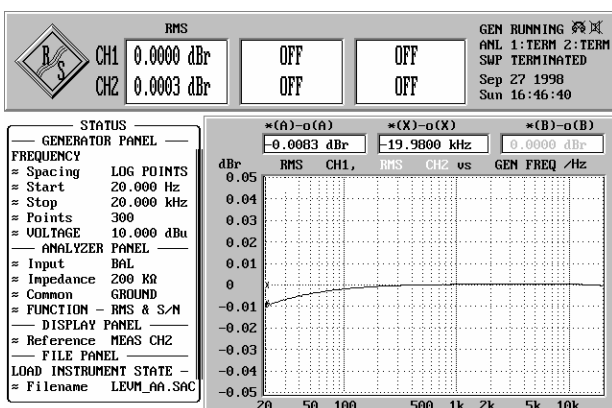 RMS
R
S
CH1 0.0000 dBr OFF OFF
CH2 0.0003 dBr OFF OFF
GEN RUNNING
ANL 1:TERM 2:TERM
SWP TERMINATED
Sep 27 1998
Sun 16:46:40
STATUS
GENERATOR PANEL
FREQUENCY
≈ Spacing LOG POINTS
≈ Start 20.000 Hz
≈ Stop 20.000 kHz
≈ Points 300
≈ VOLTAGE 10.000 dBu
ANALYZER PANEL
≈ Input BAL
≈ Impedance 200 KΩ
≈ Common GROUND
≈ FUNCTION - RMS & S/N
DISPLAY PANEL
≈ Reference MEAS CH2
FILE PANEL
LOAD INSTRUMENT STATE -
≈ Filename LEVM_AA.SAC
*(A)-o(A) *(X)-o(X) *(B)-o(B)
-0.0083 dBr -19.9800 kHz 0.0000 dBr
dBr RMS CH1, RMS CH2 vs GEN FREQ /Hz
0.05
0.04
0.03
0.02
0.01
0
-0.01
-0.02
-0.03
-0.04
-0.05
20 50 100 500 1k 2k 5k 10k